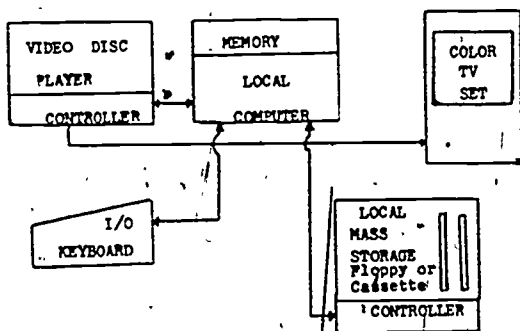 VIDEO DISC
PLAYER
CONTROLLER
MEMORY
LOCAL
COMPUTER
COLOR
TV
SET
I/O
KEYBOARD
LOCAL
MASS
STORAGE
Floppy or
Cassette
CONTROLLER